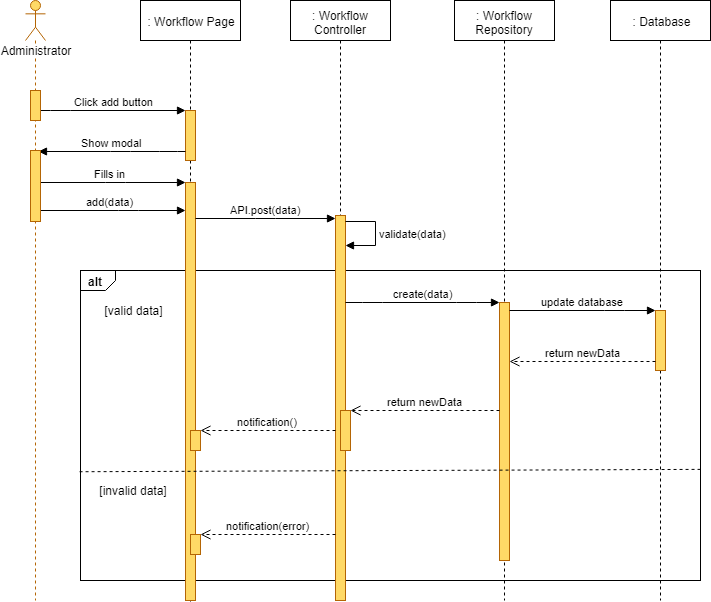 : Workflow Page
: Workflow
Controller
: Workflow
Repository
: Database
Administrator
Click add button
Show modal
Fills in
add(data)
API.post(data)
validate(data)
alt
[valid data]
create(data)
update database
return newData
return newData
notification()
[invalid data]
notification(error)